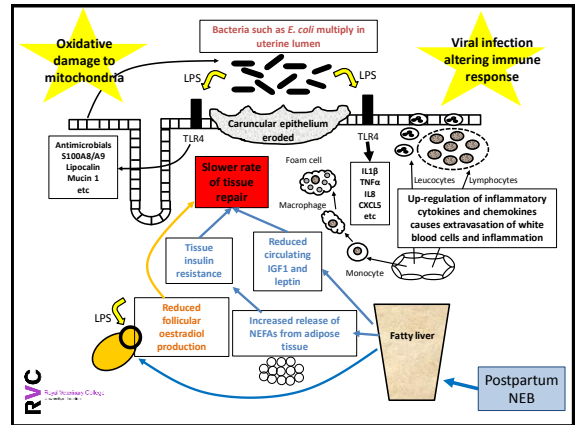 Oxidative
damage to
mitochondria
Bacteria such as E. coli multiply in
uterine lumen
Viral infection
altering immune
response
LPS
LPS
Caruncular epithelium
eroded
TLR4
TLR4
Antimicrobials
S100A8/A9
Lipocalin
Mucin 1
etc
Slower rate
of tissue
repair
Foam cell
Macrophage
IL1β
TNFα
IL8
CXCL5
etc
Leucocytes
Lymphocytes
Up-regulation of inflammatory
cytokines and chemokines
causes extravasation of white
blood cells and inflammation
Monocyte
Tissue
insulin
resistance
Reduced
circulating
IGF1 and
leptin
LPS
Reduced
follicular
oestradiol
production
Increased release of
NEFAs from adipose
tissue
Fatty liver
Postpartum
NEB
RVC
Royal Veterinary College